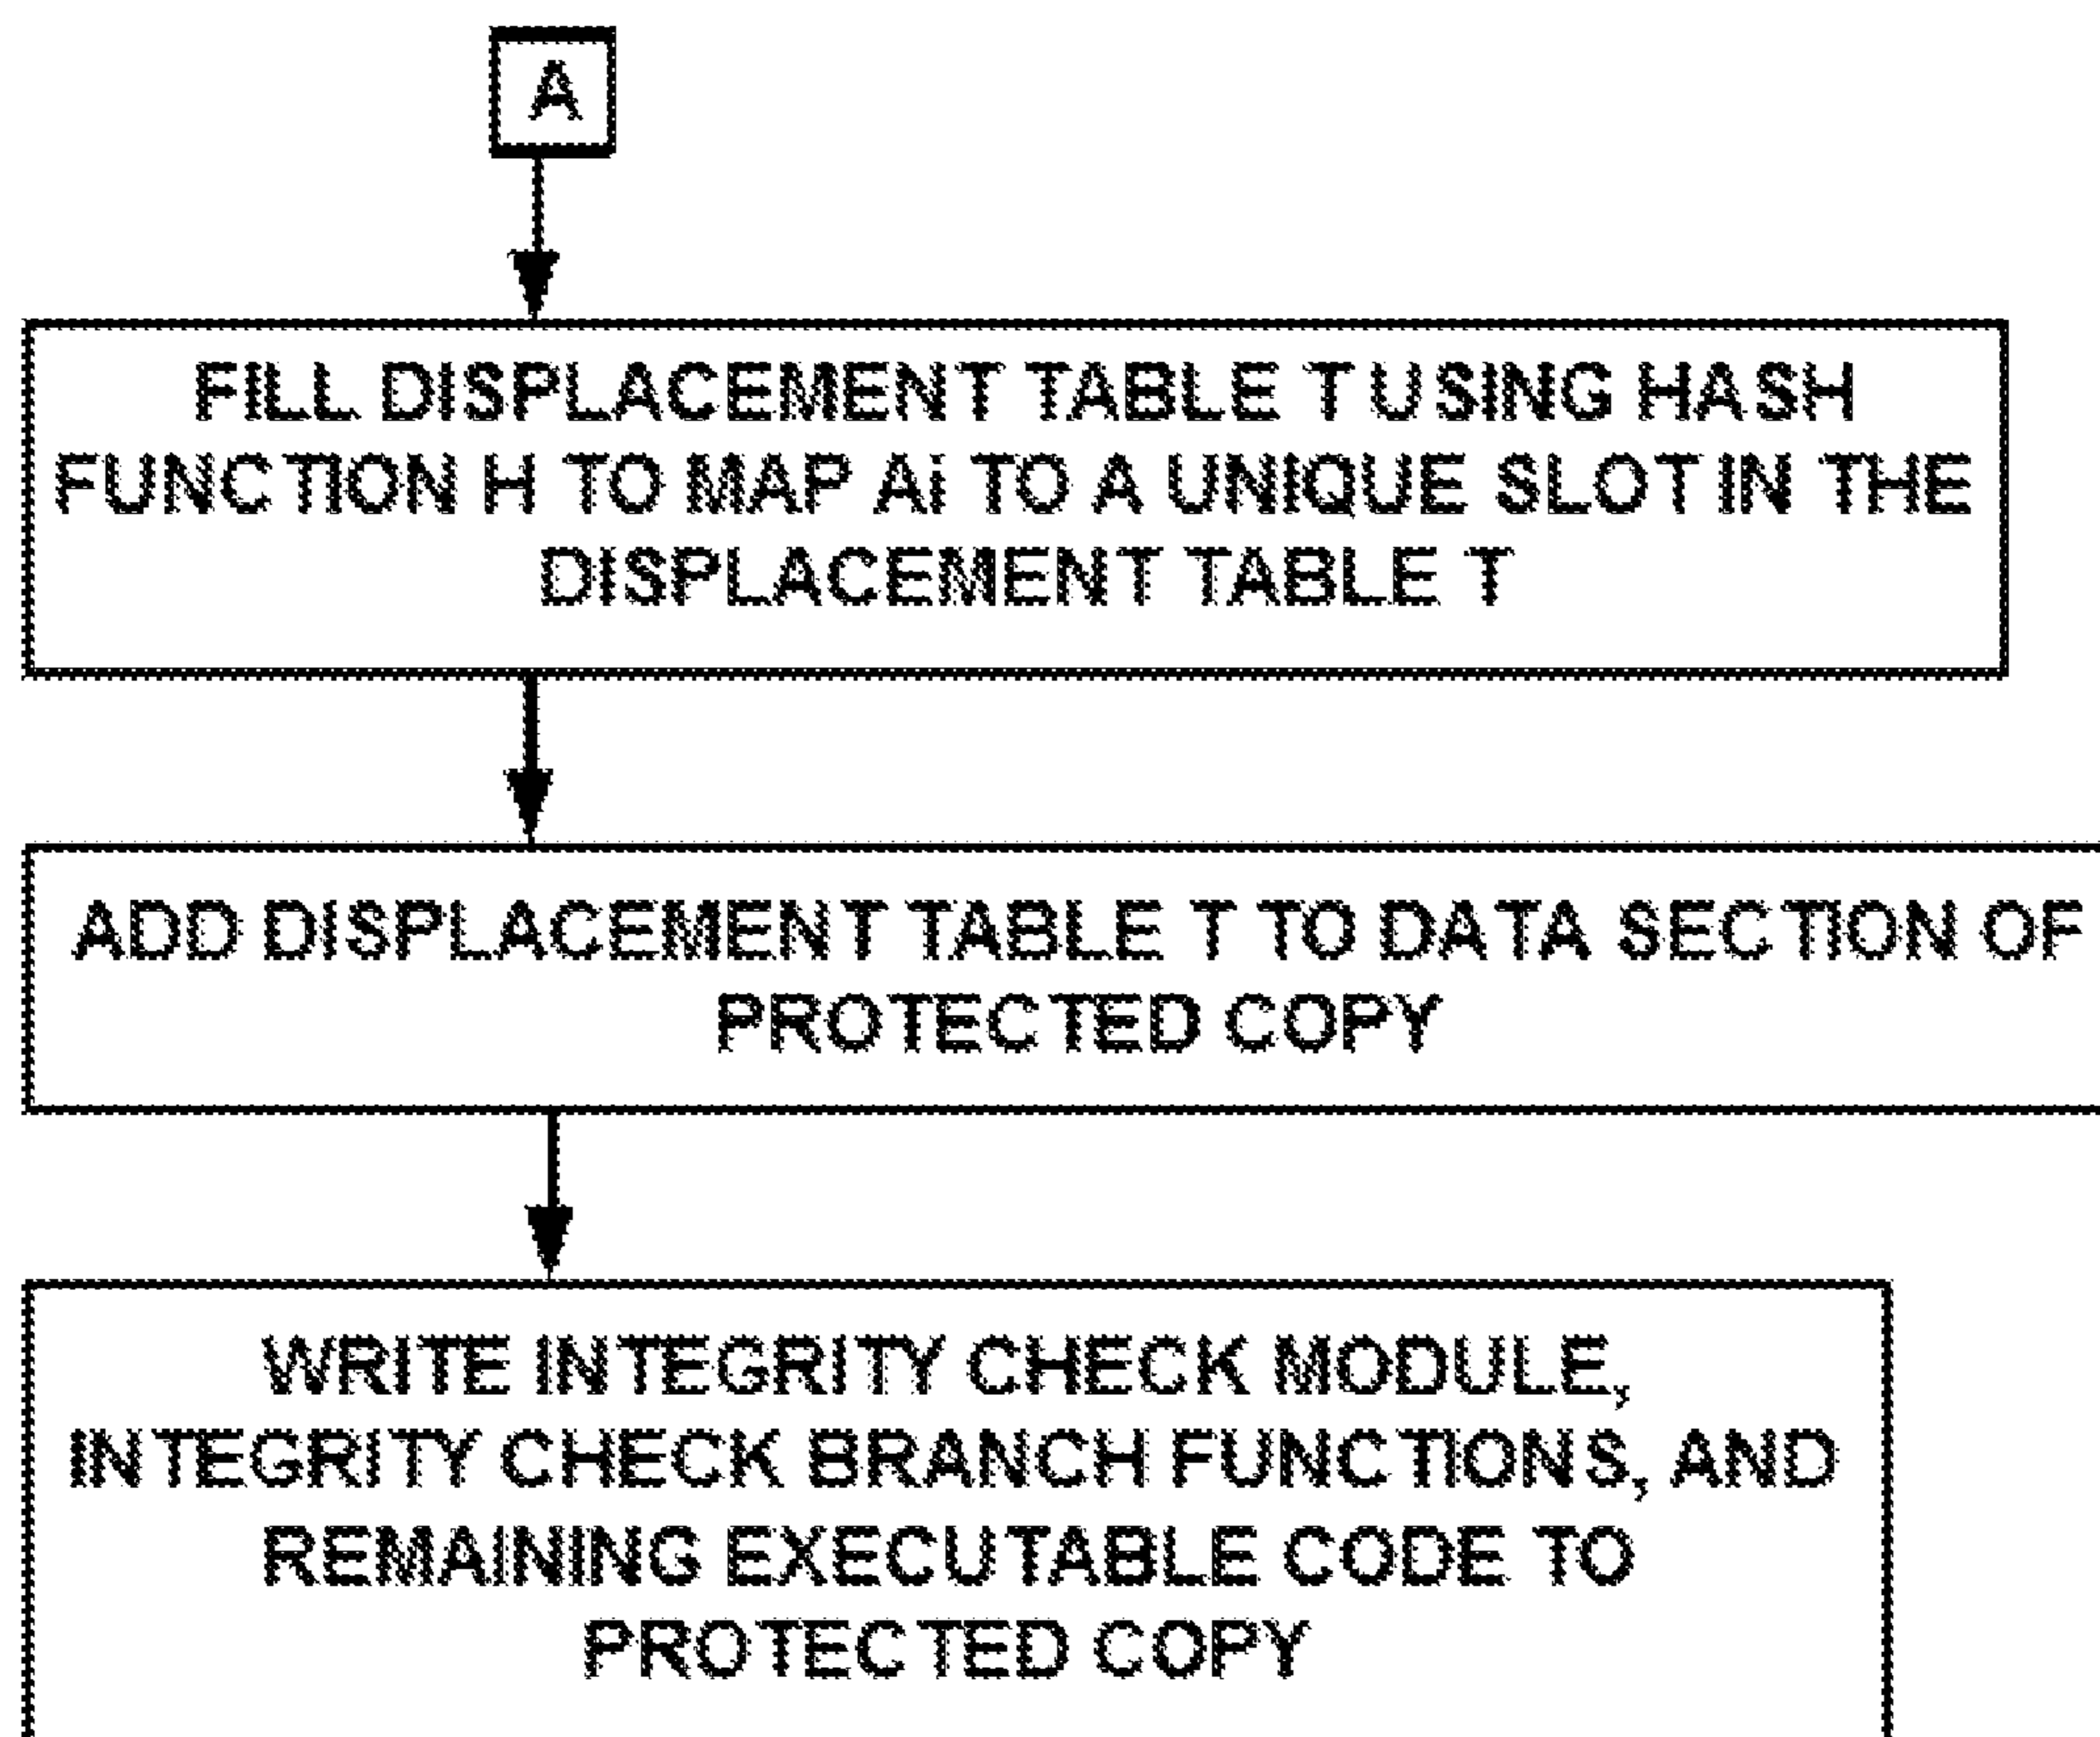 A
FILL DISPLACEMENT TABLE T USING HASH
FUNCTION H TO MAP Ai TO A UNIQUE SLOT IN THE
DISPLACEMENT TABLE T
ADD DISPLACEMENT TABLE T TO DATA SECTION OF
PROTECTED COPY
WRITE INTEGRITY CHECK MODULE,
INTEGRITY CHECK BRANCH FUNCTIONS, AND
REMAINING EXECUTABLE CODE TO
PROTECTED COPY